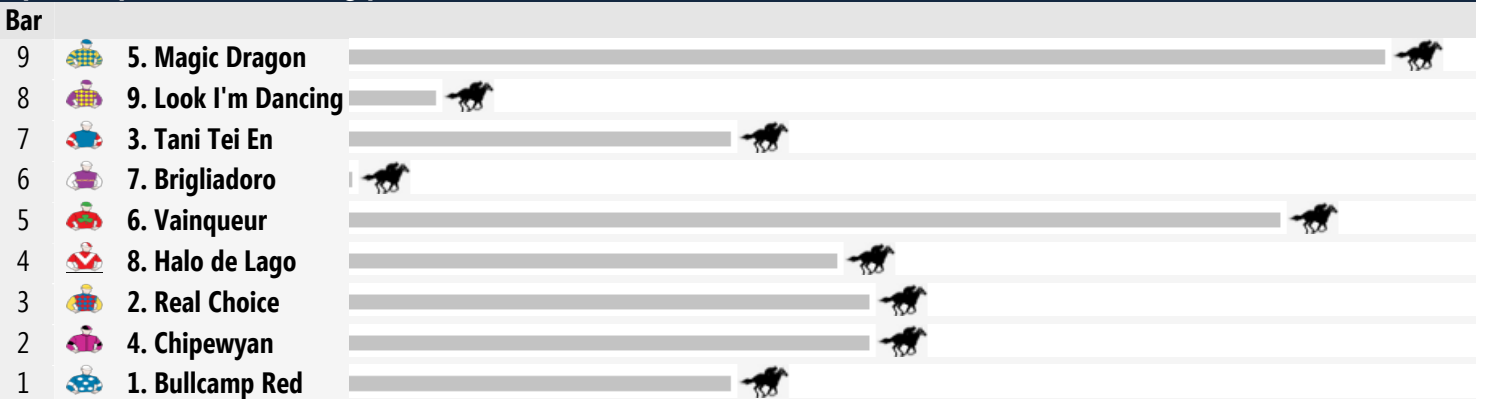 Bar
9 5. Magic Dragon
8 9. Look I'm Dancing
7 3. Tani Tei En
6 7. Brigliadoro
5 6. Vainqueur
4 8. Halo de Lago
3 2. Real Choice
2 4. Chipewyan
1 1. Bullcamp Red